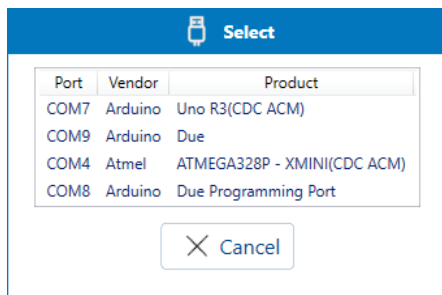 Select
Port Vendor Product
COM7 Arduino Uno R3(CDC ACM)
COM9 Arduino Due
COM4 Atmel ATMEGA328P - XMINI(CDC ACM)
COM8 Arduino Due Programming Port
Cancel